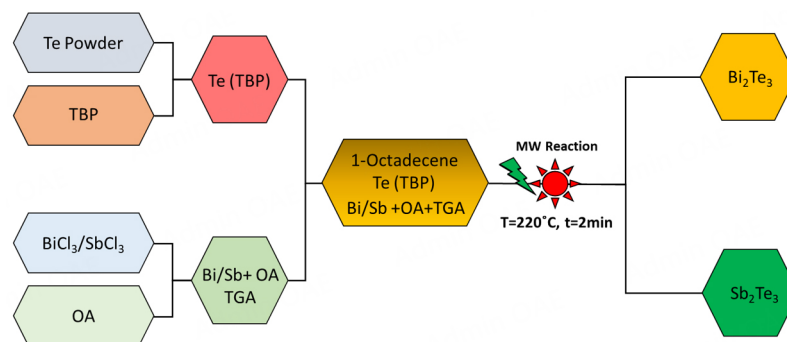 Te Powder
TBP
Te (TBP)
BiCl₃/SbCl₃
OA
Bi/Sb+ OA
TGA
1-Octadecene
Te (TBP)
Bi/Sb +OA+TGA
MW Reaction
T=220˚C, t=2min
Bi₂Te₃
Sb₂Te₃